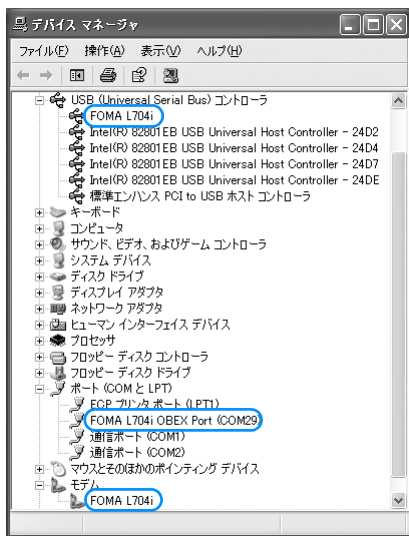 デバイス マネージャ
ファイル(F) 操作(A) 表示(V) ヘルプ(H)
USB (Universal Serial Bus) コントローラ
FOMA L704i
Intel(R) 82801EB USB Universal Host Controller - 24D2
Intel(R) 82801EB USB Universal Host Controller - 24D4
Intel(R) 82801EB USB Universal Host Controller - 24D7
Intel(R) 82801EB USB Universal Host Controller - 24DE
標準エンハンス PCI to USB ホスト コントローラ
キーボード
コンピュータ
サウンド、ビデオ、およびゲーム コントローラ
システム デバイス
ディスク ドライブ
ディスプレイ アダプタ
ネットワーク アダプタ
ヒューマン インターフェイス デバイス
プロセッサ
フロッピー ディスク コントローラ
フロッピー ディスク ドライブ
ポート (COM と LPT)
ECP プリンタ ポート (LPT1)
FOMA L704i OBEX Port (COM29)
通信ポート (COM1)
通信ポート (COM2)
マウスとそのほかのポインティング デバイス
モデム
FOMA L704i